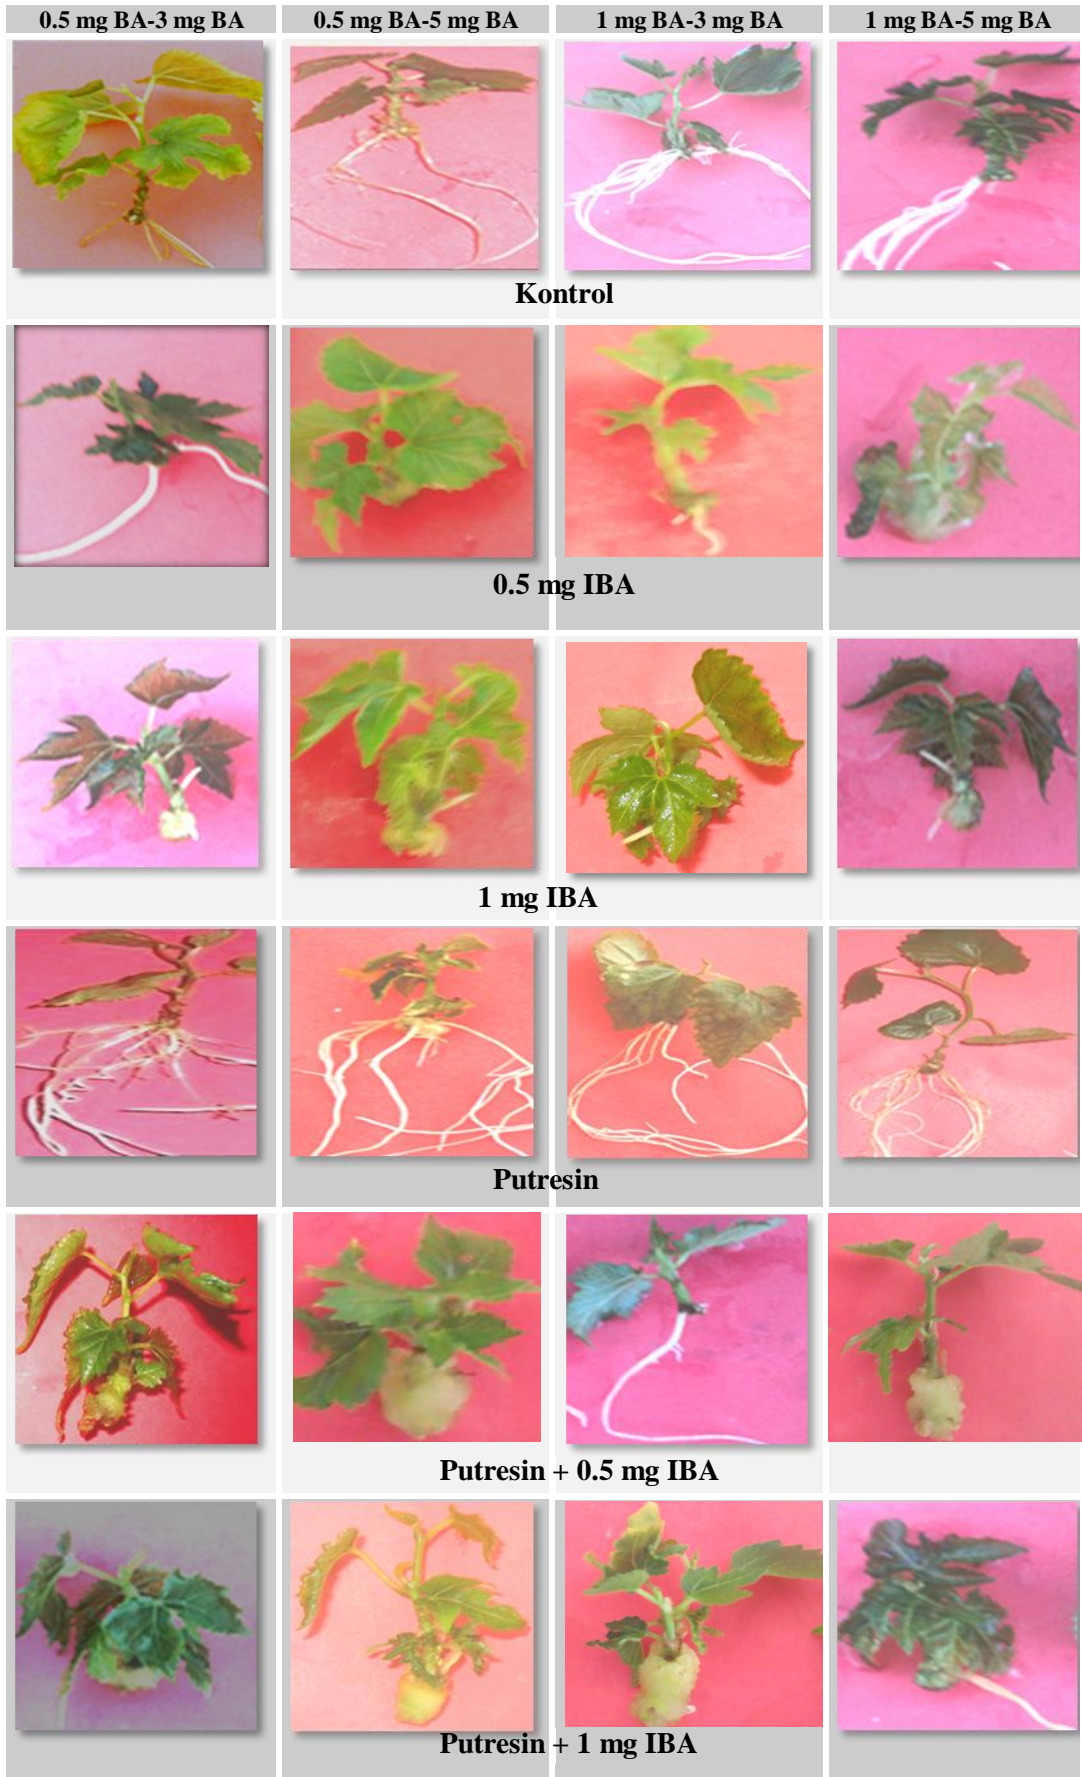 0.5 mg BA-3 mg BA
0.5 mg BA-5 mg BA
1 mg BA-3 mg BA
1 mg BA-5 mg BA
Kontrol
0.5 mg IBA
1 mg IBA
Putresin
Putresin + 0.5 mg IBA
Putresin + 1 mg IBA